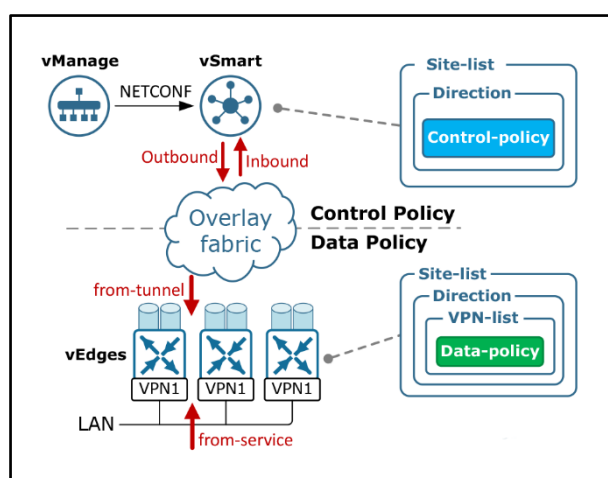 vManage
vSmart
NETCONF
Outbound
Inbound
Site-list
Direction
Control-policy
Overlay
fabric
Control Policy
Data Policy
from-tunnel
vEdges
VPN1
VPN1
VPN1
LAN
from-service
Site-list
Direction
VPN-list
Data-policy